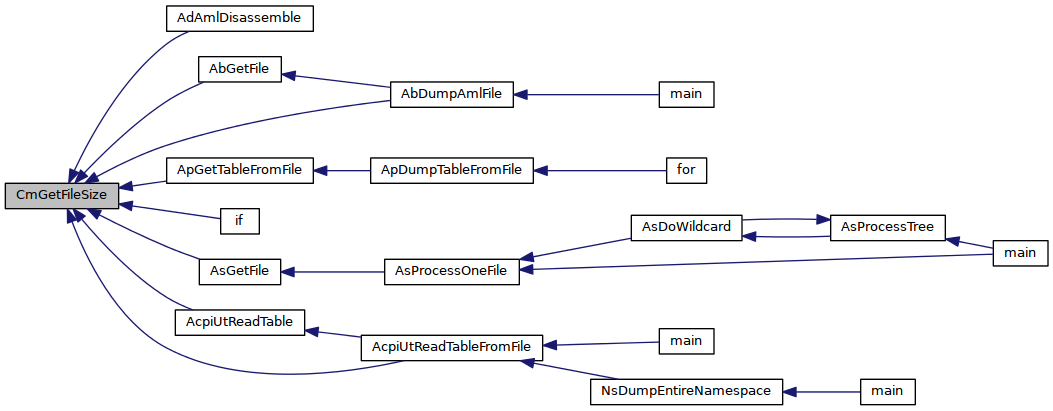 AdAmlDisassemble
AbGetFile
AbDumpAmlFile
main
ApGetTableFromFile
ApDumpTableFromFile
for
CmGetFileSize
if
AsDoWildcard
AsProcessTree
main
AsGetFile
AsProcessOneFile
AcpiUtReadTable
AcpiUtReadTableFromFile
main
NsDumpEntireNamespace
main